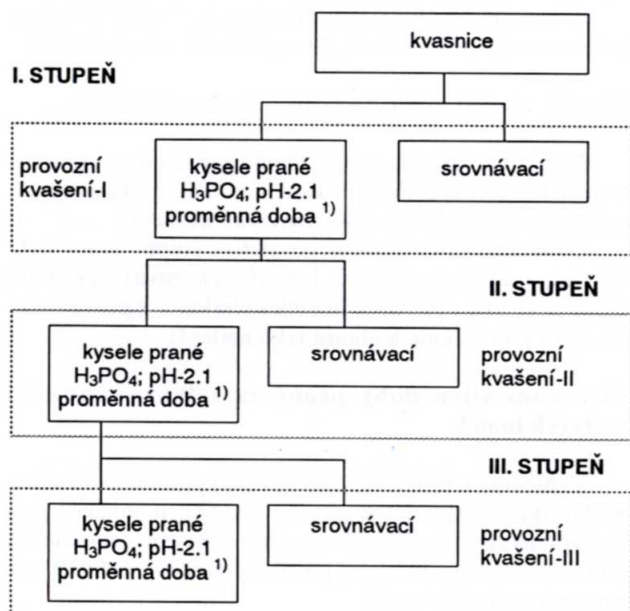 kvasnice
I. STUPEŇ
provozní
kvašení-I
kysele prané
H₃PO₄; pH-2.1
proměnná doba ¹⁾
srovnávací
II. STUPEŇ
kysele prané
H₃PO₄; pH-2.1
proměnná doba ¹⁾
srovnávací
provozní
kvašení-II
III. STUPEŇ
kysele prané
H₃PO₄; pH-2.1
proměnná doba ¹⁾
srovnávací
provozní
kvašení-III